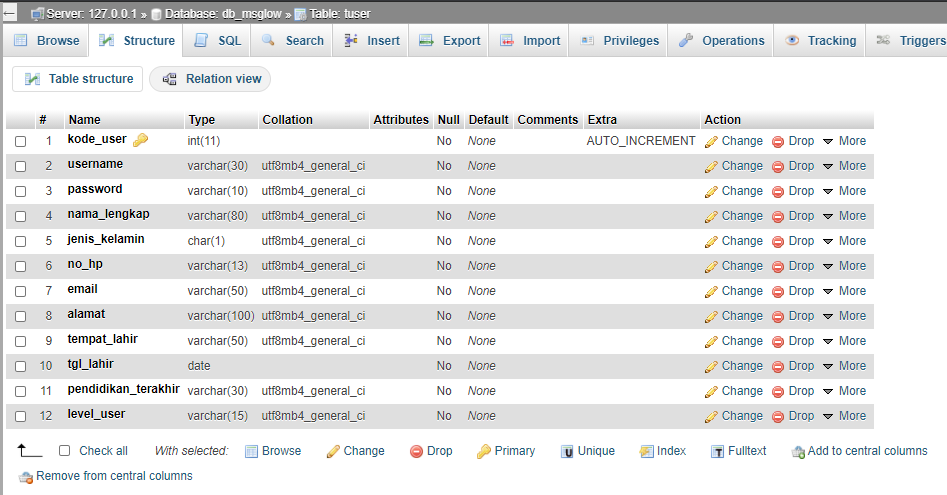 Server: 127.0.0.1 » Database: db_msglow » Table: tuser
Browse Structure SQL Search Insert Export Import Privileges Operations Tracking Triggers
Table structure Relation view
# Name Type Collation Attributes Null Default Comments Extra Action
1 kode_user int(11) No None AUTO_INCREMENT Change Drop More
2 username varchar(30) utf8mb4_general_ci No None Change Drop More
3 password varchar(10) utf8mb4_general_ci No None Change Drop More
4 nama_lengkap varchar(80) utf8mb4_general_ci No None Change Drop More
5 jenis_kelamin char(1) utf8mb4_general_ci No None Change Drop More
6 no_hp varchar(13) utf8mb4_general_ci No None Change Drop More
7 email varchar(50) utf8mb4_general_ci No None Change Drop More
8 alamat varchar(100) utf8mb4_general_ci No None Change Drop More
9 tempat_lahir varchar(50) utf8mb4_general_ci No None Change Drop More
10 tgl_lahir date No None Change Drop More
11 pendidikan_terakhir varchar(30) utf8mb4_general_ci No None Change Drop More
12 level_user varchar(15) utf8mb4_general_ci No None Change Drop More
Check all With selected: Browse Change Drop Primary Unique Index Fulltext Add to central columns
Remove from central columns